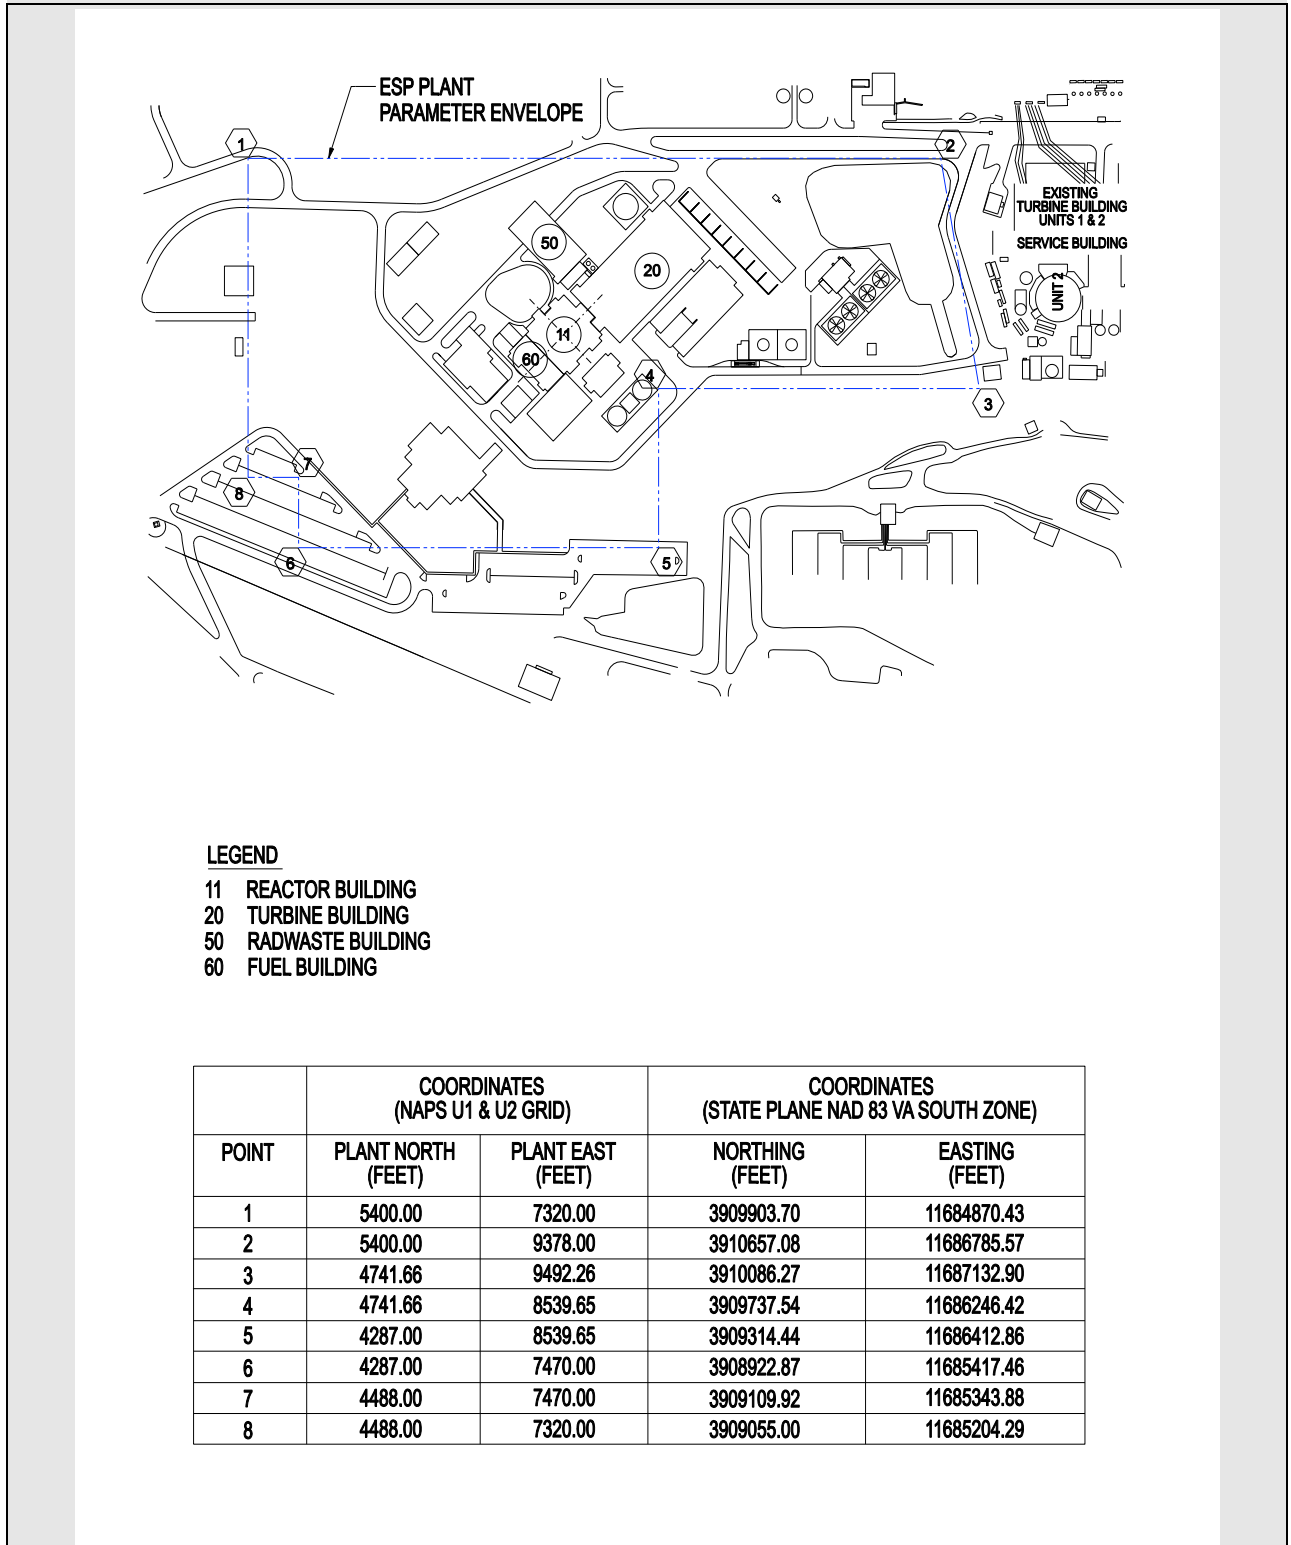 ESP PLANT
PARAMETER ENVELOPE
1
2
EXISTING
TURBINE BUILDING
UNITS 1 & 2
SERVICE BUILDING
50
20
UNIT 2
11
60
4
3
7
8
6
5
LEGEND
11 REACTOR BUILDING
20 TURBINE BUILDING
50 RADWASTE BUILDING
60 FUEL BUILDING
COORDINATES (NAPS U1 & U2 GRID) COORDINATES (STATE PLANE NAD 83 VA SOUTH ZONE)
POINT PLANT NORTH (FEET) PLANT EAST (FEET) NORTHING (FEET) EASTING (FEET)
1 5400.00 7320.00 3909903.70 11684870.43
2 5400.00 9378.00 3910657.08 11686785.57
3 4741.66 9492.26 3910086.27 11687132.90
4 4741.66 8539.65 3909737.54 11686246.42
5 4287.00 8539.65 3909314.44 11686412.86
6 4287.00 7470.00 3908922.87 11685417.46
7 4488.00 7470.00 3909109.92 11685343.88
8 4488.00 7320.00 3909055.00 11685204.29